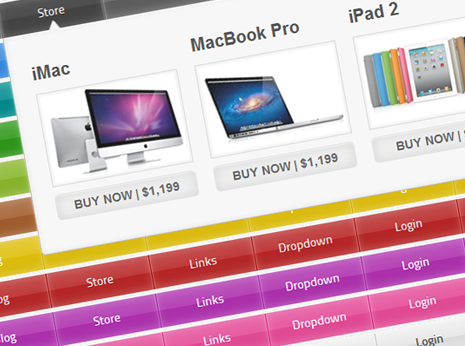 Store
iMac
MacBook Pro
iPad 2
BUY NOW | $1,199
BUY NOW | $1,199
BUY NOW
Store
Links
Dropdown
Login
Store
Links
Dropdown
Login
Links
Dropdown
Login
Login